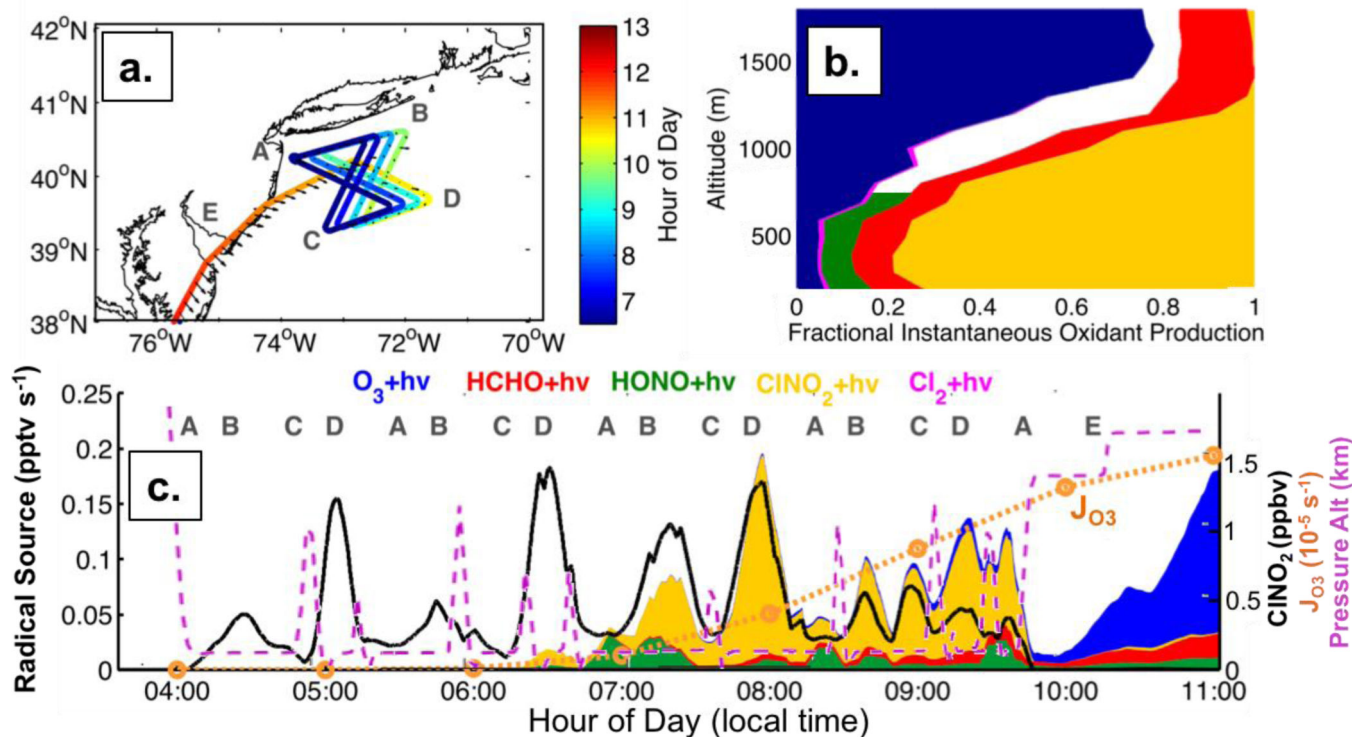 a.
42°N
41°N
40°N
39°N
38°N
76°W
74°W
72°W
70°W
A
B
C
D
E
13
12
11
10
9
8
7
Hour of Day
b.
1500
1000
500
Altitude (m)
0
0.2
0.4
0.6
0.8
1
Fractional Instantaneous Oxidant Production
O₃+hv
HCHO+hv
HONO+hv
ClNO₂+hv
Cl₂+hv
A B C D A B C D A B C D A B C D A E
c.
J_O3
0.25
0.2
0.15
0.1
0.05
0
Radical Source (pptv s⁻¹)
1.5
1
0.5
0
ClNO₂ (ppbv)
J_O3 (10⁻⁵ s⁻¹)
Pressure Alt (km)
04:00 05:00 06:00 07:00 08:00 09:00 10:00 11:00
Hour of Day (local time)